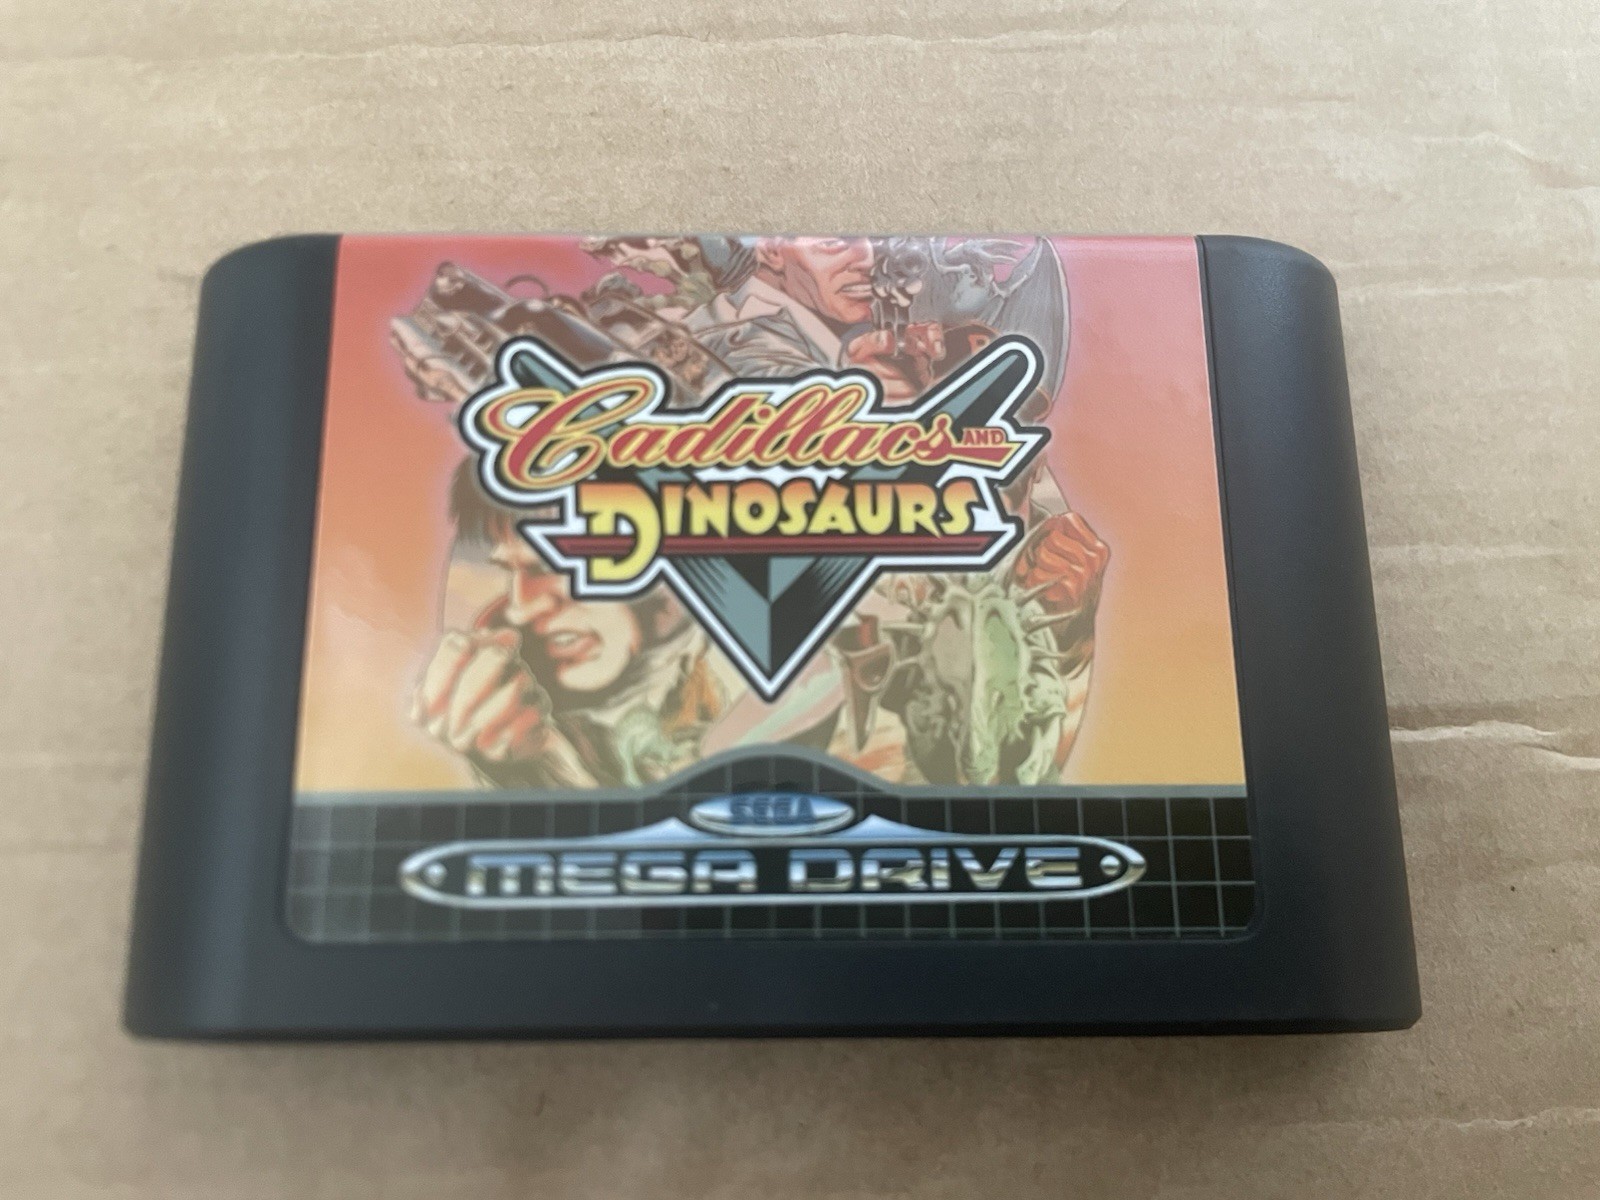 Cadillacs AND
DINOSAURS
SEGA
MEGA DRIVE